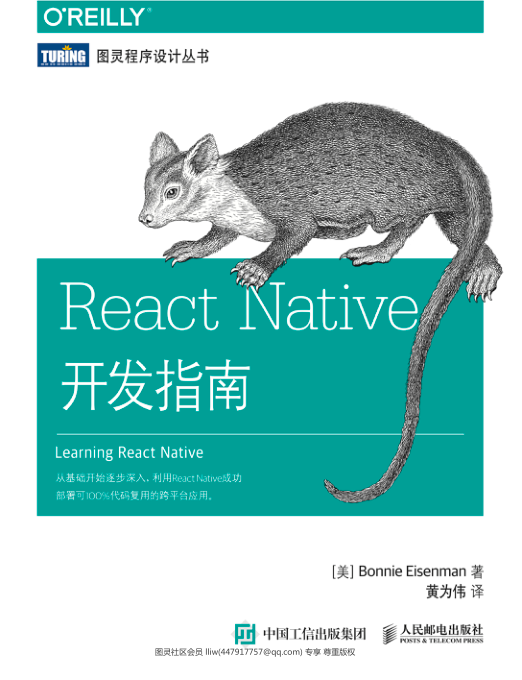 O'REILLY®
TURING 图灵程序设计丛书
React Native
开发指南
Learning React Native
从基础开始逐步深入,利用React Native成功
部署可100%代码复用的跨平台应用。
[美] Bonnie Eisenman 著
黄为伟 译
中国工信出版集团 人民邮电出版社
POSTS & TELECOM PRESS
图灵社区会员 lliw(447917757@qq.com) 专享 尊重版权